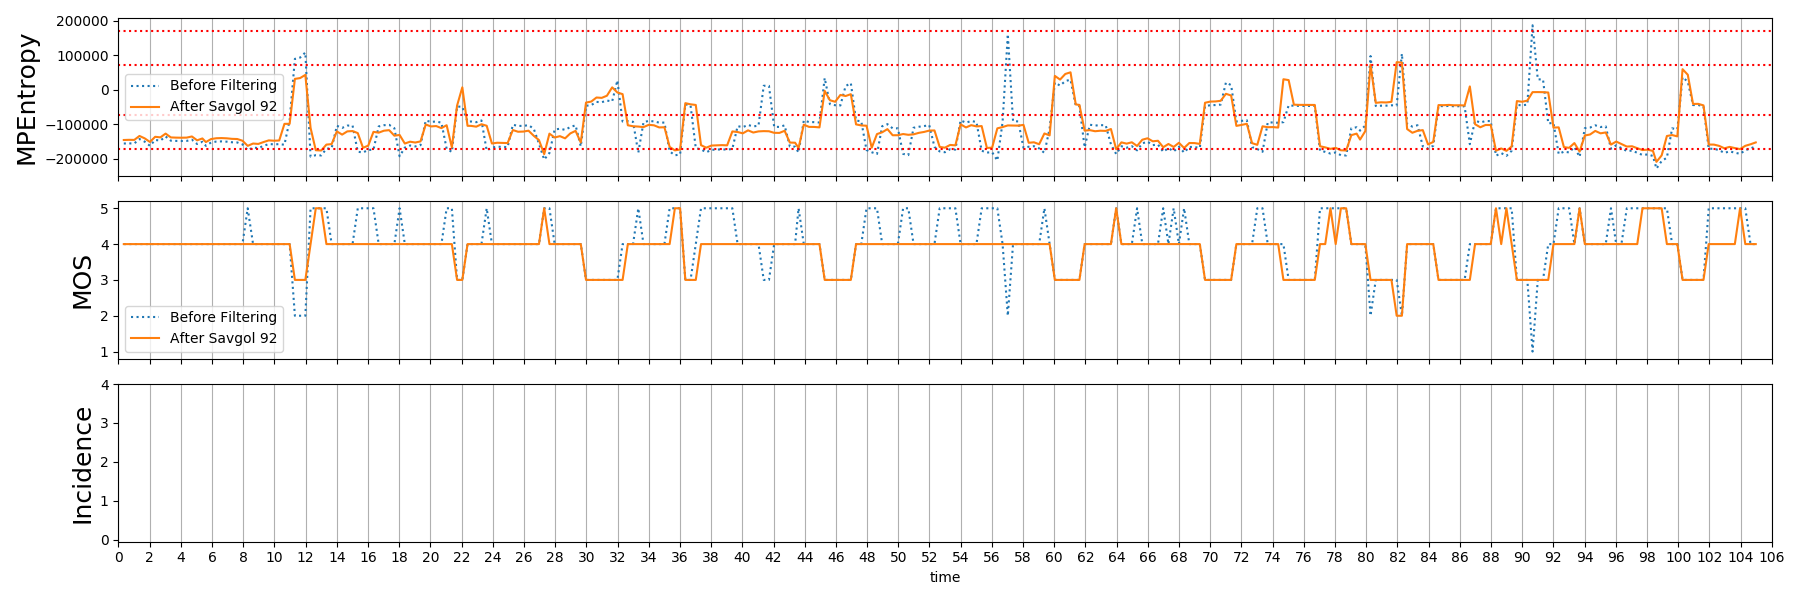 MPEntropy
200000
100000
0
−100000
−200000
Before Filtering
After Savgol 92
MOS
5
4
3
2
1
Before Filtering
After Savgol 92
Incidence
4
3
2
1
0
0 2 4 6 8 10 12 14 16 18 20 22 24 26 28 30 32 34 36 38 40 42 44 46 48 50 52 54 56 58 60 62 64 66 68 70 72 74 76 78 80 82 84 86 88 90 92 94 96 98 100 102 104 106
time